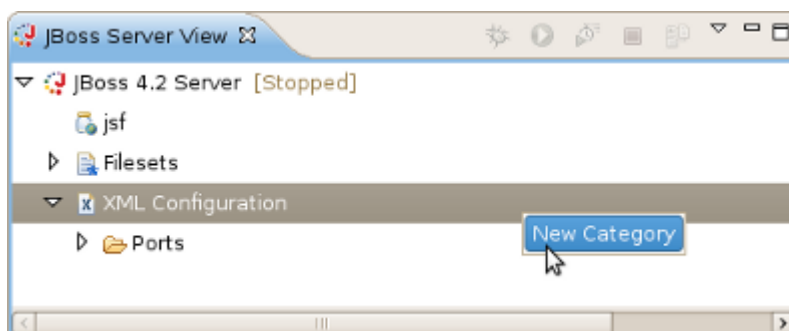 JBoss Server View
JBoss 4.2 Server [Stopped]
jsf
Filesets
XML Configuration
New Category
Ports